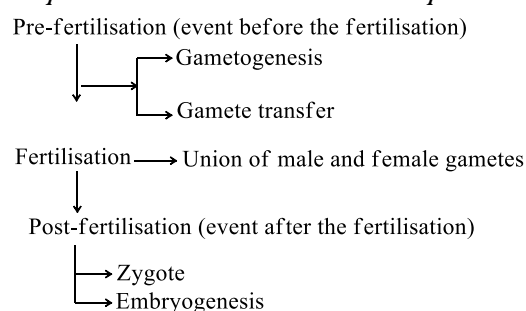 Pre-fertilisation (event before the fertilisation)
Gametogenesis
Gamete transfer
Fertilisation
Union of male and female gametes
Post-fertilisation (event after the fertilisation)
Zygote
Embryogenesis